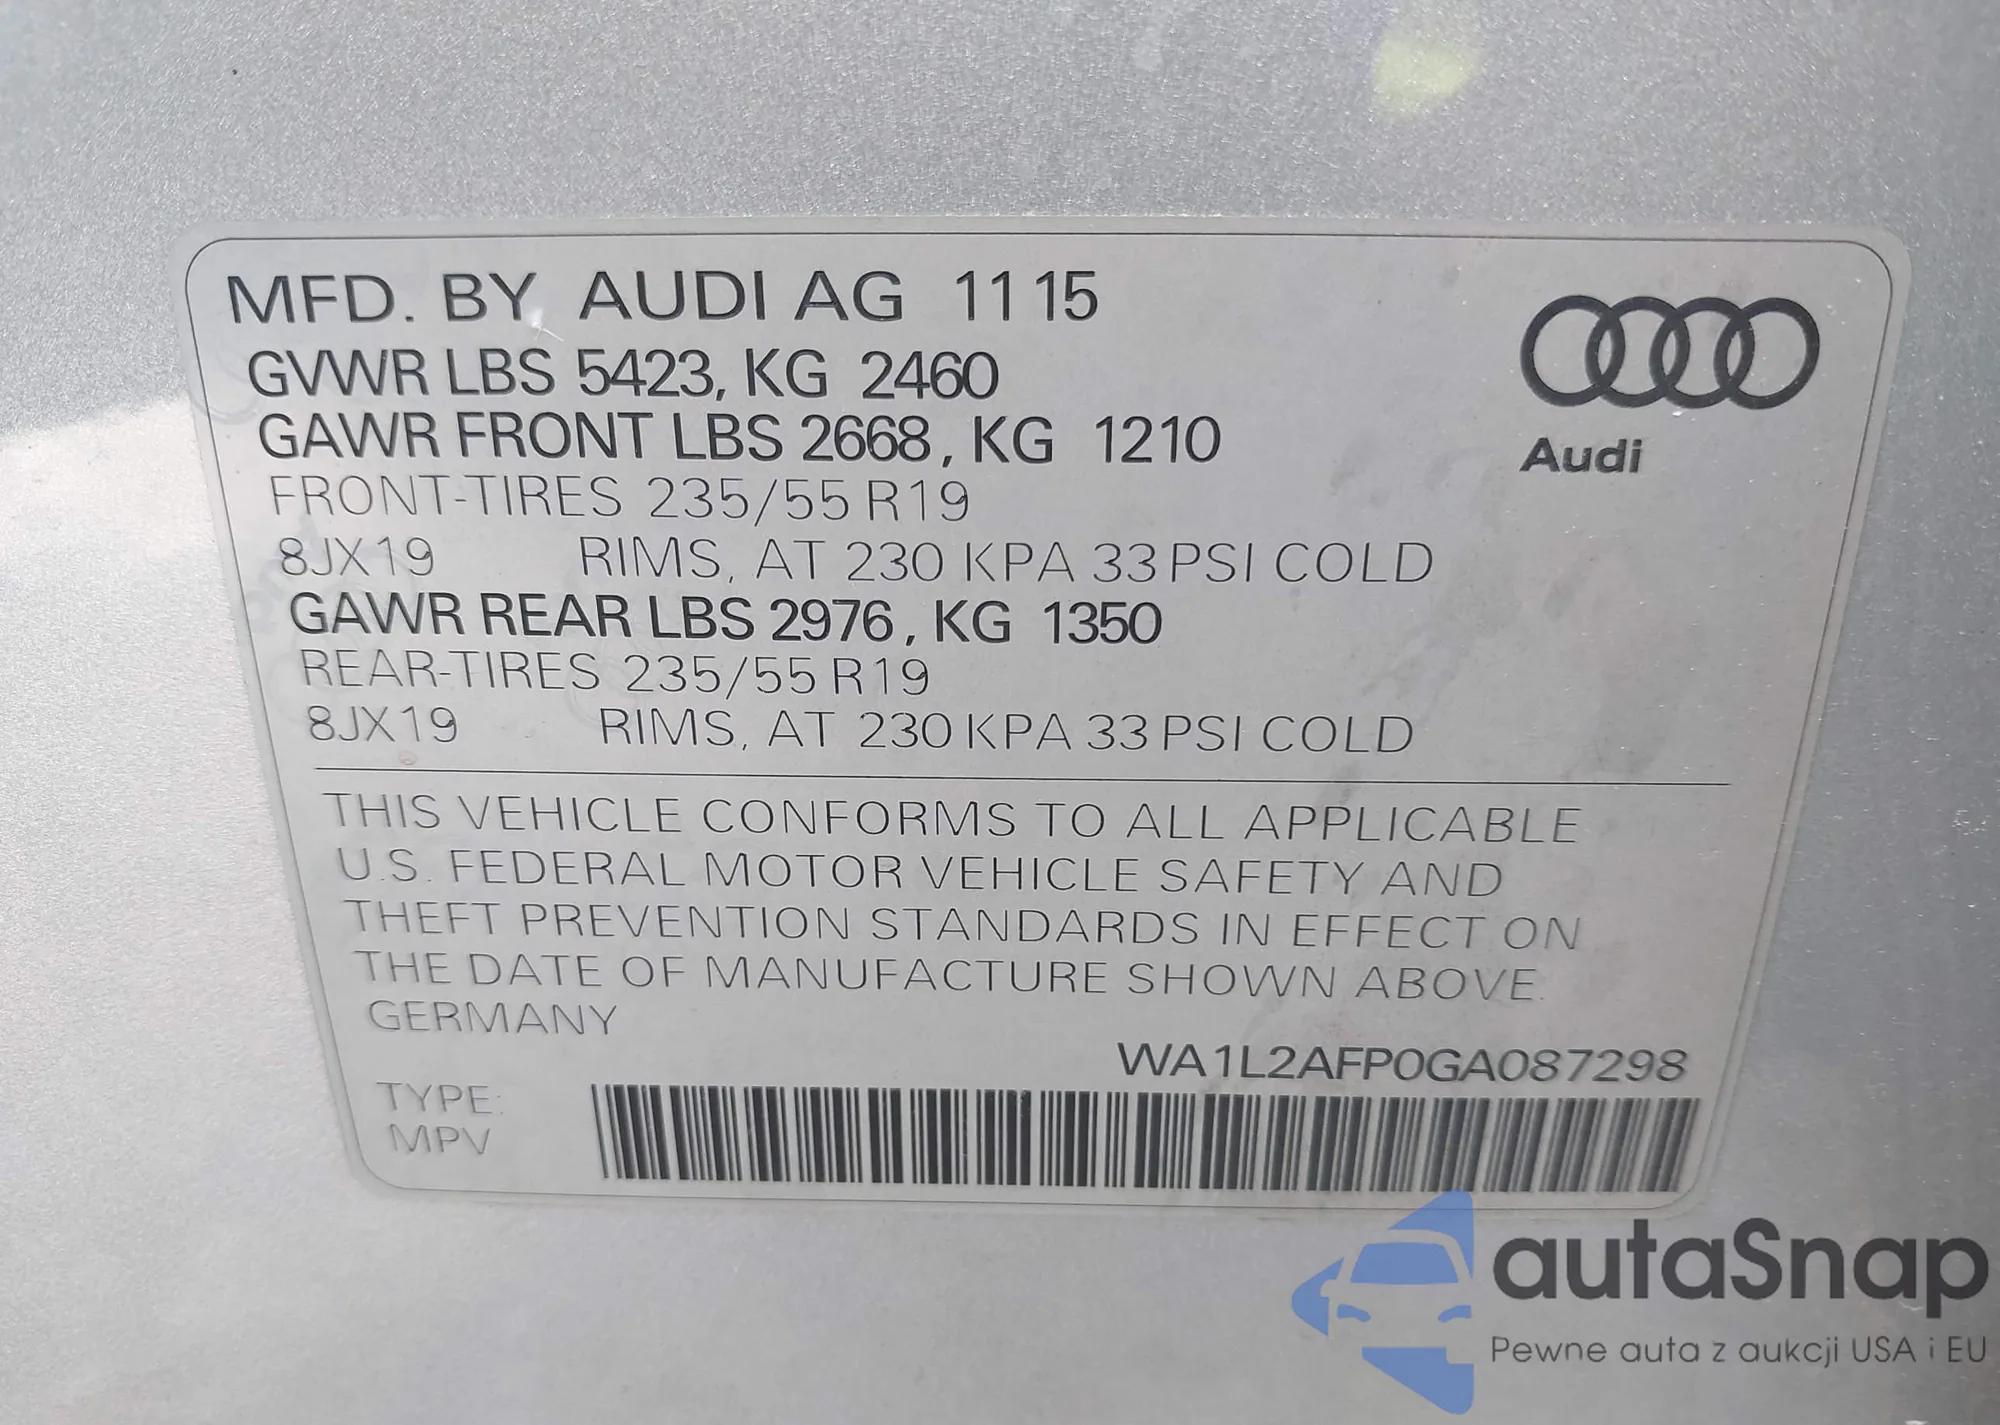 MFD. BY AUDI AG 11 15
GVWR LBS 5423, KG 2460
GAWR FRONT LBS 2668, KG 1210
FRONT-TIRES 235/55 R19
8JX19 RIMS, AT 230 KPA 33 PSI COLD
GAWR REAR LBS 2976, KG 1350
REAR-TIRES 235/55 R19
8JX19 RIMS, AT 230 KPA 33 PSI COLD
Audi
THIS VEHICLE CONFORMS TO ALL APPLICABLE
U.S. FEDERAL MOTOR VEHICLE SAFETY AND
THEFT PREVENTION STANDARDS IN EFFECT ON
THE DATE OF MANUFACTURE SHOWN ABOVE.
GERMANY
WA1L2AFP0GA087298
TYPE:
MPV
autaSnap
Pewne auta z aukcji USA i EU